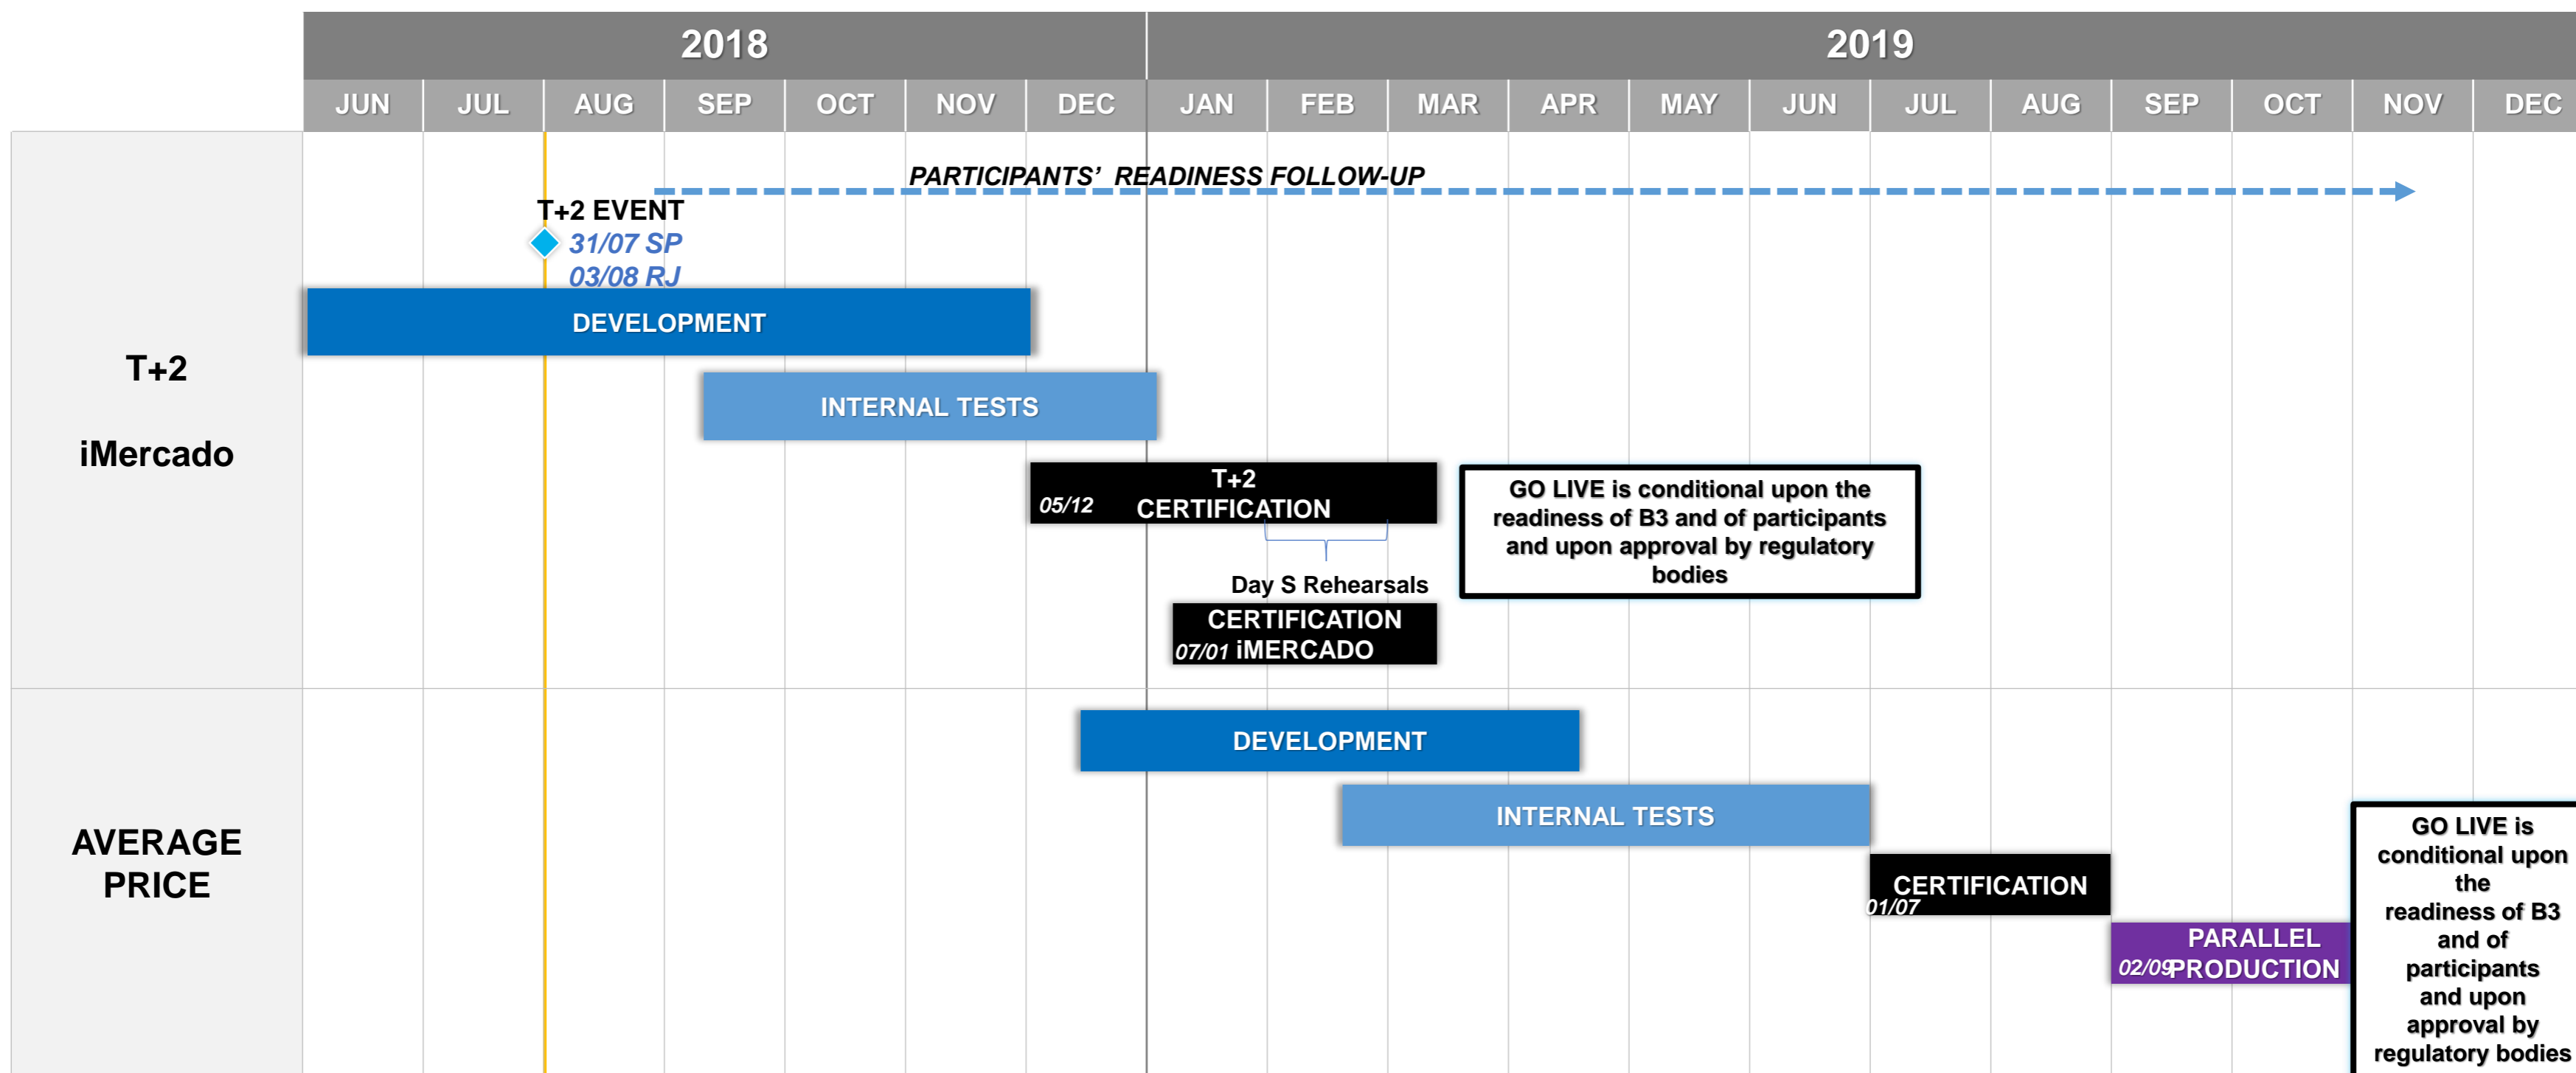 2018
2019
JUN JUL AUG SEP OCT NOV DEC JAN FEB MAR APR MAY JUN JUL AUG SEP OCT NOV DEC
PARTICIPANTS’ READINESS FOLLOW-UP
T+2 EVENT
31/07 SP
03/08 RJ
T+2
iMercado
DEVELOPMENT
INTERNAL TESTS
T+2
CERTIFICATION
05/12
GO LIVE is conditional upon the
readiness of B3 and of participants
and upon approval by regulatory
bodies
Day S Rehearsals
CERTIFICATION
iMERCADO
07/01
AVERAGE
PRICE
DEVELOPMENT
INTERNAL TESTS
CERTIFICATION
01/07
PARALLEL
PRODUCTION
02/09
GO LIVE is
conditional upon
the
readiness of B3
and of
participants
and upon
approval by
regulatory bodies